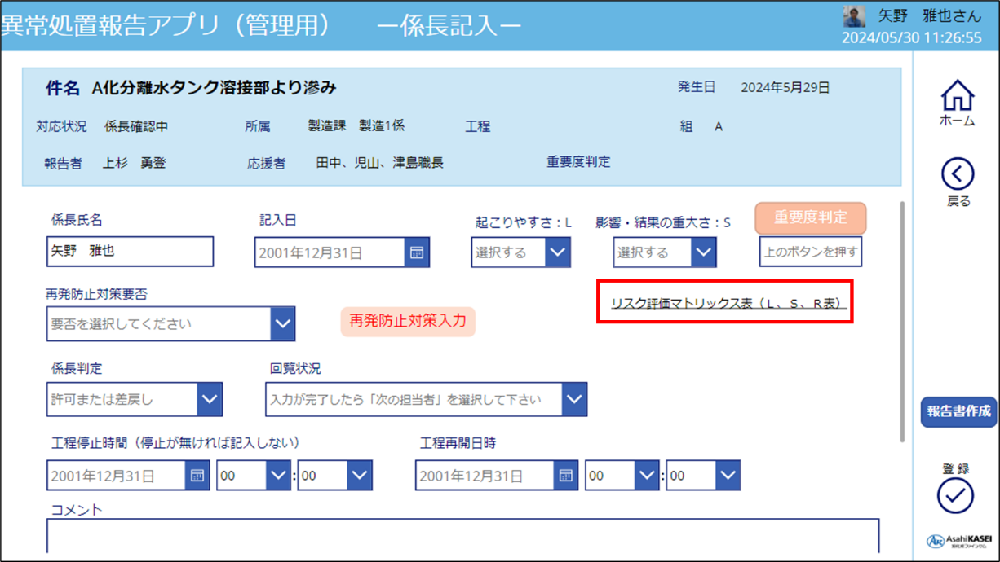 異常処置報告アプリ（管理用）　―係長記入―
矢野　雅也さん
2024/05/30 11:26:55
件名 A化分離水タンク溶接部より滲み
発生日 2024年5月29日
対応状況 係長確認中 所属 製造課　製造1係 工程 組 A
報告者 上杉　勇登 応援者 田中、児山、津島職長 重要度判定
ホーム
戻る
係長氏名 記入日 起こりやすさ：L 影響・結果の重大さ：S 重要度判定
矢野　雅也 2001年12月31日 選択する 選択する 上のボタンを押す
再発防止対策要否
リスク評価マトリックス表（L、S、R表）
要否を選択してください 再発防止対策入力
係長判定 回覧状況
許可または差戻し 入力が完了したら「次の担当者」を選択して下さい
報告書作成
工程停止時間（停止が無ければ記入しない） 工程再開日時
2001年12月31日 00 : 00 2001年12月31日 00 : 00
登録
コメント
AsahiKASEI
旭化成ファインケム